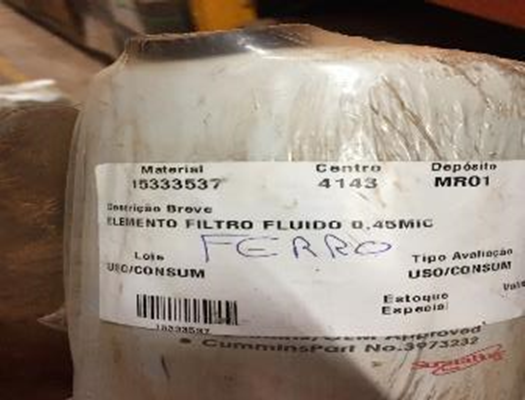 Material Centro Depósito
15333537 4143 MR01
Descrição Breve
ELEMENTO FILTRO FLUIDO 0,45MIC
FERRO
Lote Tipo Avaliação
USO/CONSUM USO/CONSUM
Estoque
Especial
15333537
Approved
• CumminsPart No.3973232